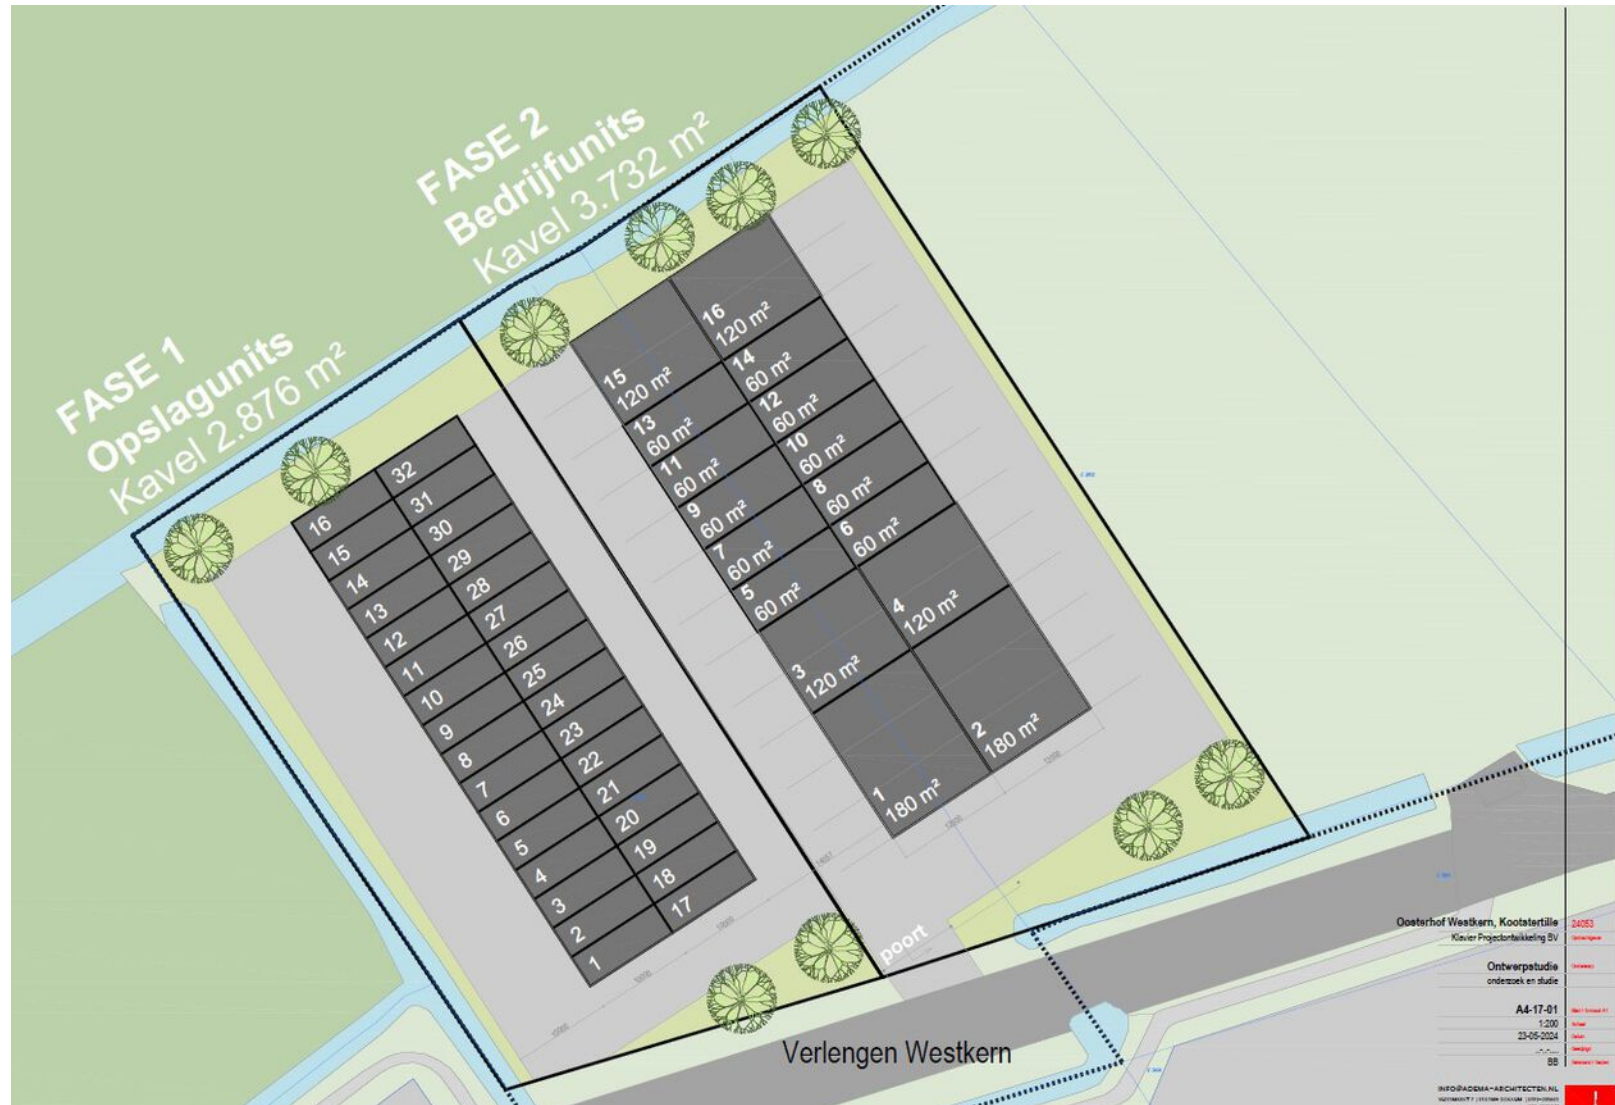 FASE 1
Opslagunits
Kavel 2.876 m²
FASE 2
Bedrijfunits
Kavel 3.732 m²
16
15
14
13
12
11
10
9
8
7
6
5
4
3
2
1
32
31
30
29
28
27
26
25
24
23
22
21
20
19
18
17
15
120 m²
13
60 m²
11
60 m²
9
60 m²
7
60 m²
5
60 m²
3
120 m²
1
180 m²
16
120 m²
14
60 m²
12
60 m²
10
60 m²
8
60 m²
6
60 m²
4
120 m²
2
180 m²
poort
Verlengen Westkern
Oosterhof Westkern, Kootstertille 24053
Klavier Projectontwikkeling BV
Ontwerpstudie
onderzoek en studie
A4-17-01
1:200
23-05-2024
BB
INFO@ADEMA-ARCHITECTEN.NL